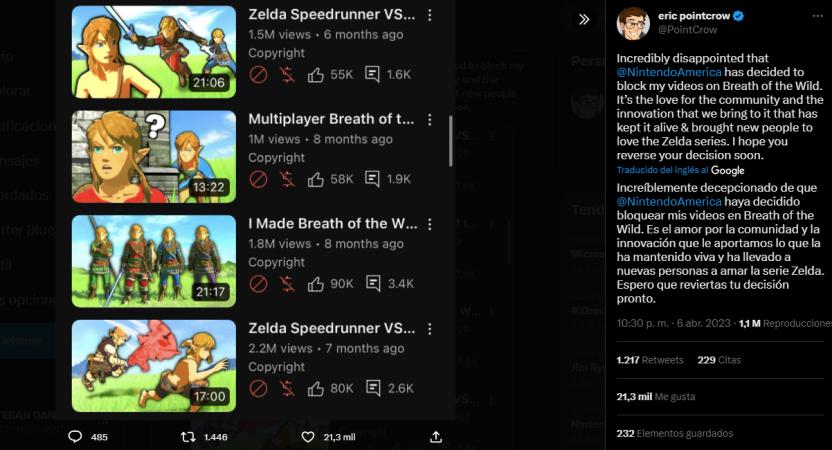 Zelda Speedrunner VS...
1.5M views • 6 months ago
Copyright
55K
1.6K
21:06
Multiplayer Breath of t...
1M views • 8 months ago
Copyright
58K
1.9K
13:22
I Made Breath of the W...
1.8M views • 8 months ago
Copyright
90K
3.4K
21:17
Zelda Speedrunner VS...
2.2M views • 7 months ago
Copyright
80K
2.6K
17:00
485
1.446
21,3 mil
eric pointcrow
@PointCrow
Incredibly disappointed that
@NintendoAmerica has decided to
block my videos on Breath of the Wild.
It's the love for the community and the
innovation that we bring to it that has
kept it alive & brought new people to
love the Zelda series. I hope you
reverse your decision soon.
Traducido del inglés al Google
Increíblemente decepcionado de que
@NintendoAmerica haya decidido
bloquear mis videos en Breath of the
Wild. Es el amor por la comunidad y la
innovación que le aportamos lo que la
ha mantenido viva y ha llevado a
nuevas personas a amar la serie Zelda.
Espero que reviertas tu decisión
pronto.
10:30 p. m. · 6 abr. 2023 · 1,1 M Reproducciones
1.217 Retweets 229 Citas
21,3 mil Me gusta
232 Elementos guardados